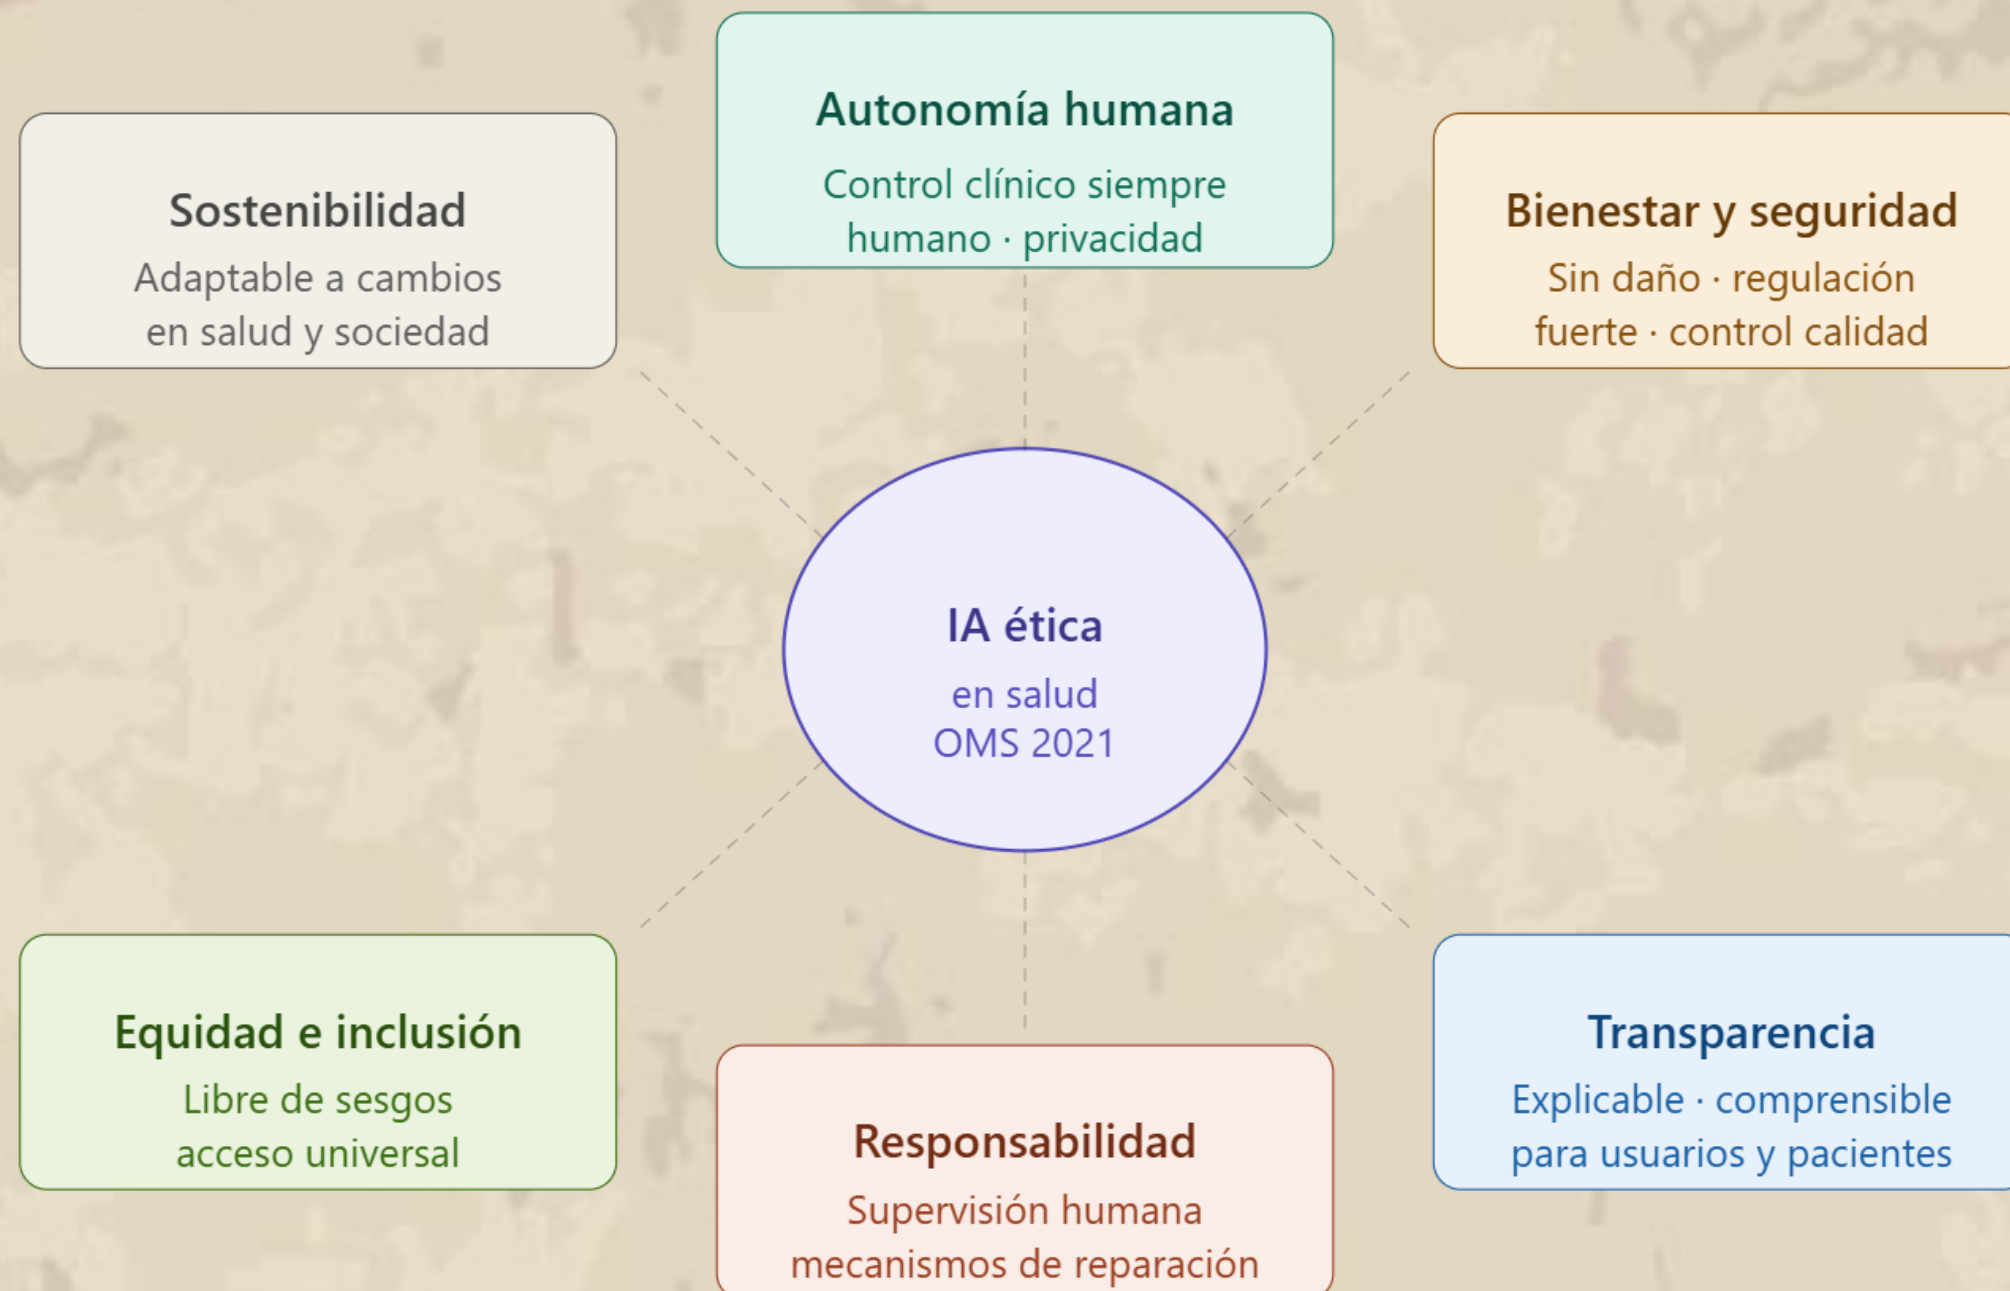 Autonomía humana
Control clínico siempre
humano · privacidad
Sostenibilidad
Adaptable a cambios
en salud y sociedad
Bienestar y seguridad
Sin daño · regulación
fuerte · control calidad
IA ética
en salud
OMS 2021
Equidad e inclusión
Libre de sesgos
acceso universal
Responsabilidad
Supervisión humana
mecanismos de reparación
Transparencia
Explicable · comprensible
para usuarios y pacientes